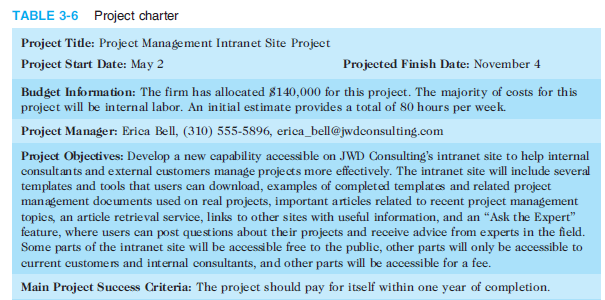 TABLE 3-6 Project charter
Project Title: Project Management Intranet Site Project
Project Start Date: May 2 Projected Finish Date: November 4
Budget Information: The firm has allocated $140,000 for this project. The majority of costs for this
project will be internal labor. An initial estimate provides a total of 80 hours per week.
Project Manager: Erica Bell, (310) 555-5896, erica_bell@jwdconsulting.com
Project Objectives: Develop a new capability accessible on JWD Consulting's intranet site to help internal
consultants and external customers manage projects more effectively. The intranet site will include several
templates and tools that users can download, examples of completed templates and related project
management documents used on real projects, important articles related to recent project management
topics, an article retrieval service, links to other sites with useful information, and an "Ask the Expert"
feature, where users can post questions about their projects and receive advice from experts in the field.
Some parts of the intranet site will be accessible free to the public, other parts will only be accessible to
current customers and internal consultants, and other parts will be accessible for a fee.
Main Project Success Criteria: The project should pay for itself within one year of completion.